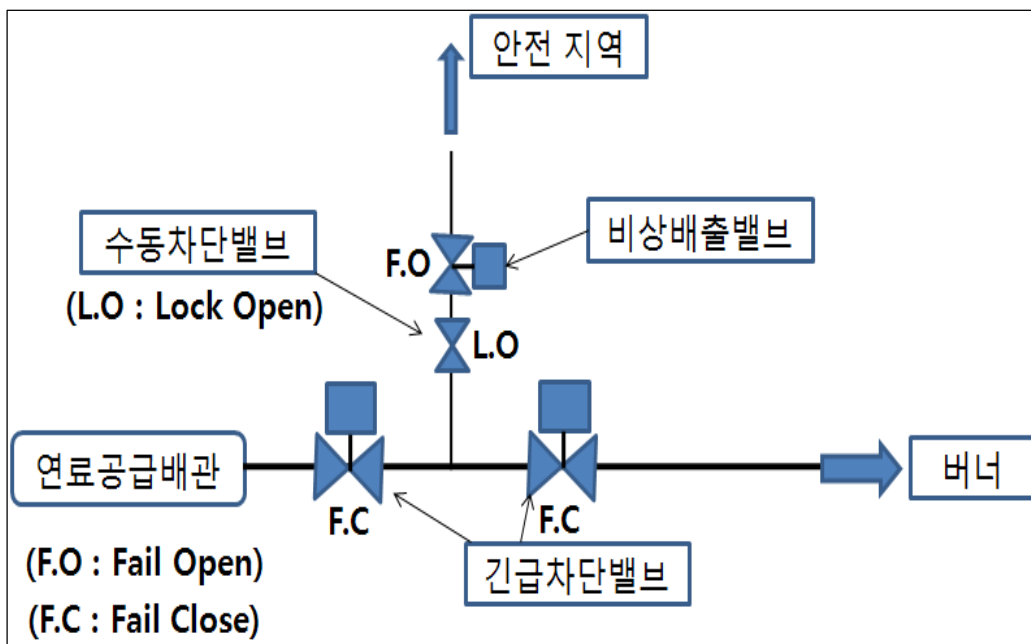 안전 지역
수동차단밸브
(L.O : Lock Open)
F.O
비상배출밸브
L.O
연료공급배관
F.C
F.C
버너
긴급차단밸브
(F.O : Fail Open)
(F.C : Fail Close)